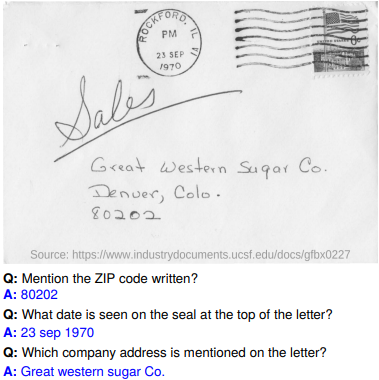 ROCKFORD, IL
PM
23 SEP
1970
Sales
Great Western Sugar Co.
Denver, Colo.
80202
Source: https://www.industrydocuments.ucsf.edu/docs/gfbx0227
Q: Mention the ZIP code written?
A: 80202
Q: What date is seen on the seal at the top of the letter?
A: 23 sep 1970
Q: Which company address is mentioned on the letter?
A: Great western sugar Co.